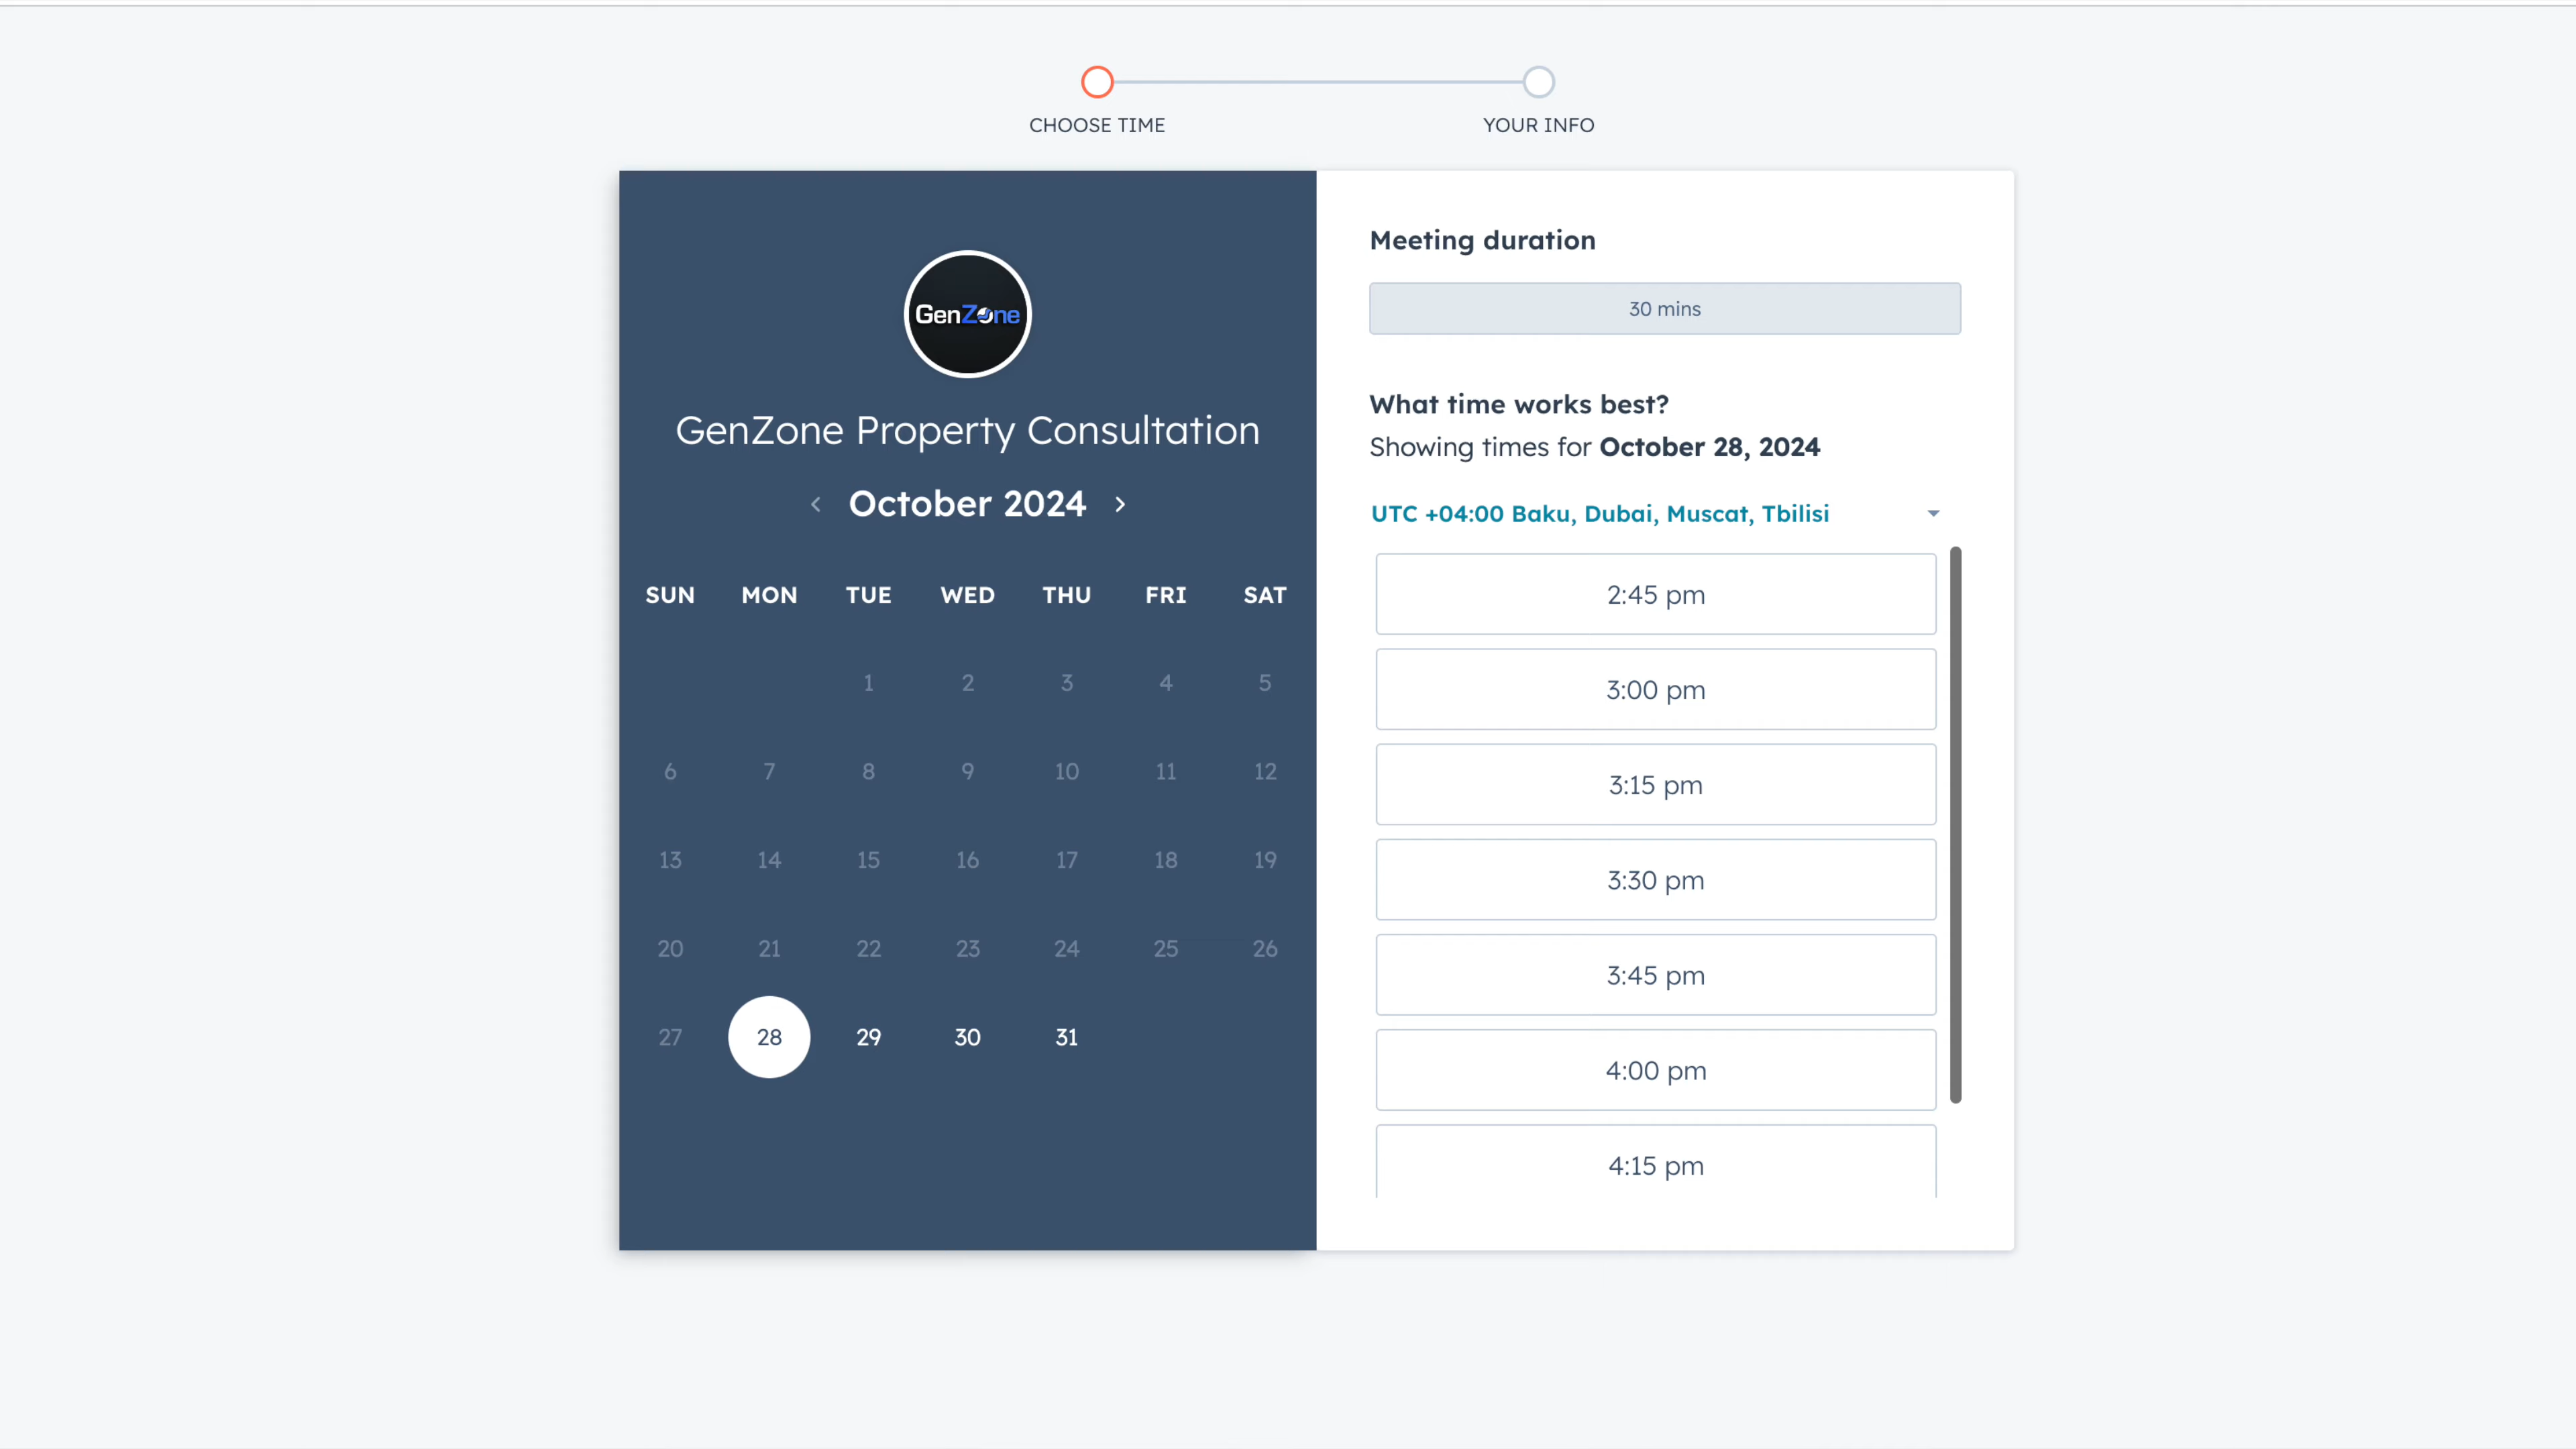 CHOOSE TIME
YOUR INFO
GenZone
GenZone Property Consultation
October 2024
SUN MON TUE WED THU FRI SAT
1 2 3 4 5
6 7 8 9 10 11 12
13 14 15 16 17 18 19
20 21 22 23 24 25 26
27 28 29 30 31
Meeting duration
30 mins
What time works best?
Showing times for October 28, 2024
UTC +04:00 Baku, Dubai, Muscat, Tbilisi
2:45 pm
3:00 pm
3:15 pm
3:30 pm
3:45 pm
4:00 pm
4:15 pm